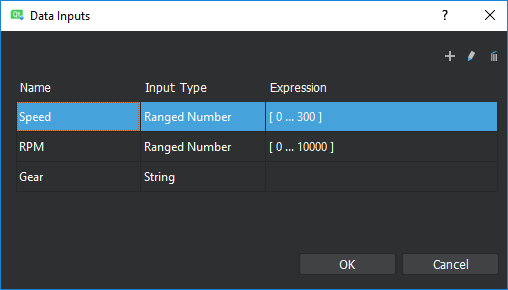 Data Inputs
Name Input Type Expression
Speed Ranged Number [ 0 ... 300 ]
RPM Ranged Number [ 0 ... 10000 ]
Gear String
OK Cancel